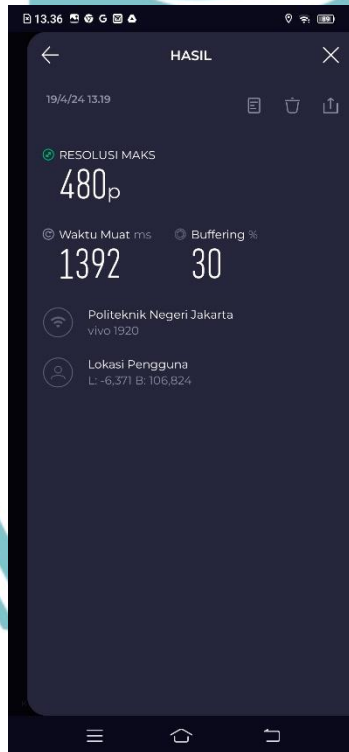 13.36
89
HASIL
19/4/24 13.19
RESOLUSI MAKS
480p
Waktu Muat ms
Buffering %
1392
30
Politeknik Negeri Jakarta
vivo 1920
Lokasi Pengguna
L: -6,371 B: 106,824